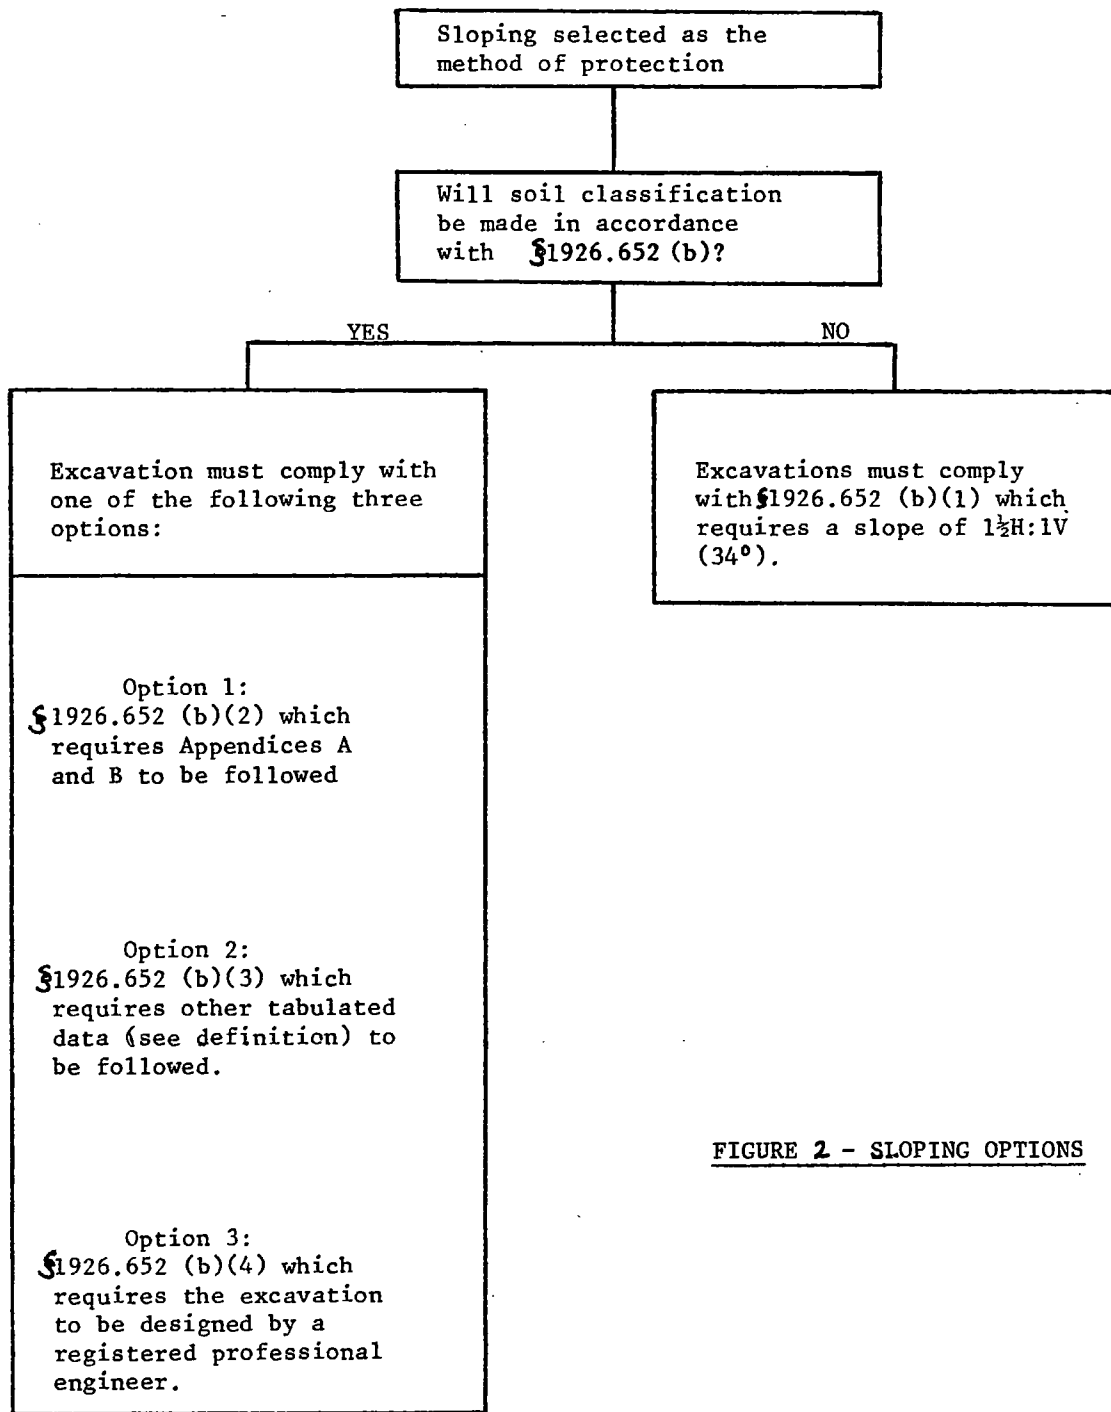 Sloping selected as the
method of protection
Will soil classification
be made in accordance
with §1926.652 (b)?
YES
NO
Excavation must comply with
one of the following three
options:
Excavations must comply
with §1926.652 (b)(1) which
requires a slope of 1½H:1V
(34°).
Option 1:
§1926.652 (b)(2) which
requires Appendices A
and B to be followed
Option 2:
§1926.652 (b)(3) which
requires other tabulated
data (see definition) to
be followed.
Option 3:
§1926.652 (b)(4) which
requires the excavation
to be designed by a
registered professional
engineer.
FIGURE 2 - SLOPING OPTIONS